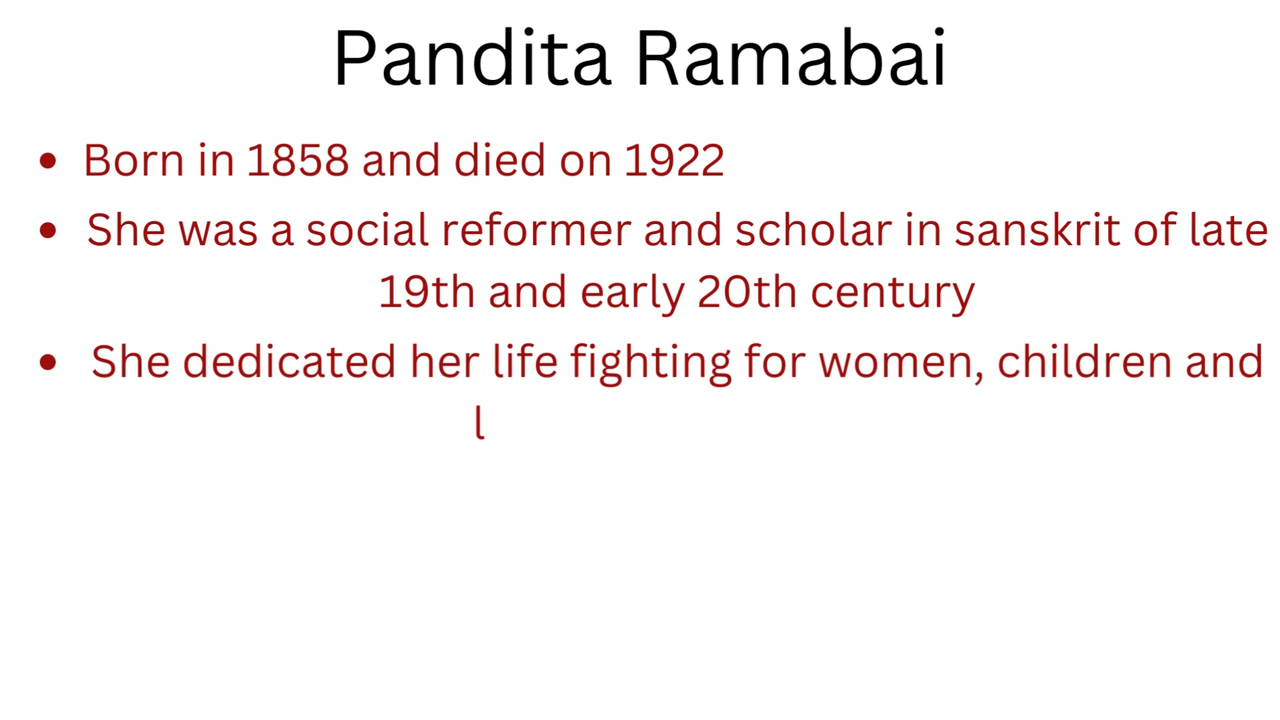 Pandita Ramabai
• Born in 1858 and died on 1922
• She was a social reformer and scholar in sanskrit of late
19th and early 20th century
• She dedicated her life fighting for women, children and
l